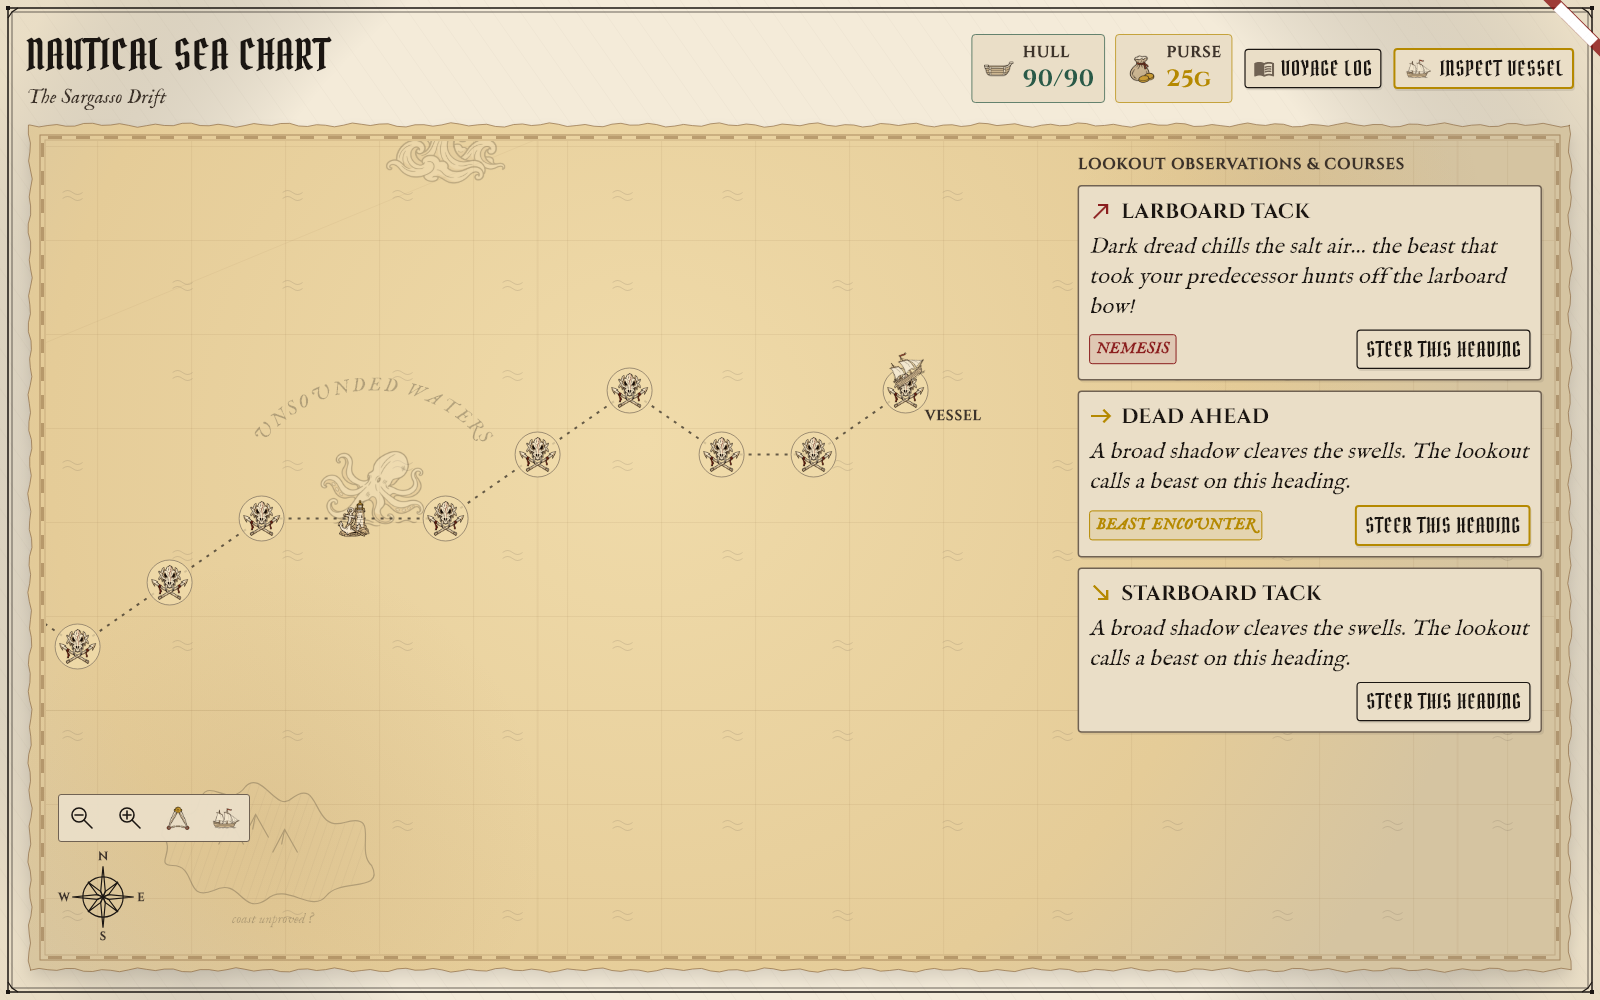 NAUTICAL SEA CHART
The Sargasso Drift
HULL
90/90
PURSE
25G
VOYAGE LOG
INSPECT VESSEL
LOOKOUT OBSERVATIONS & COURSES
LARBOARD TACK
Dark dread chills the salt air... the beast that
took your predecessor hunts off the larboard
bow!
NEMESIS
STEER THIS HEADING
DEAD AHEAD
A broad shadow cleaves the swells. The lookout
calls a beast on this heading.
BEAST ENCOUNTER
STEER THIS HEADING
STARBOARD TACK
A broad shadow cleaves the swells. The lookout
calls a beast on this heading.
STEER THIS HEADING
UNSOUNDED WATERS
VESSEL
N
W
E
S
coast unproved?